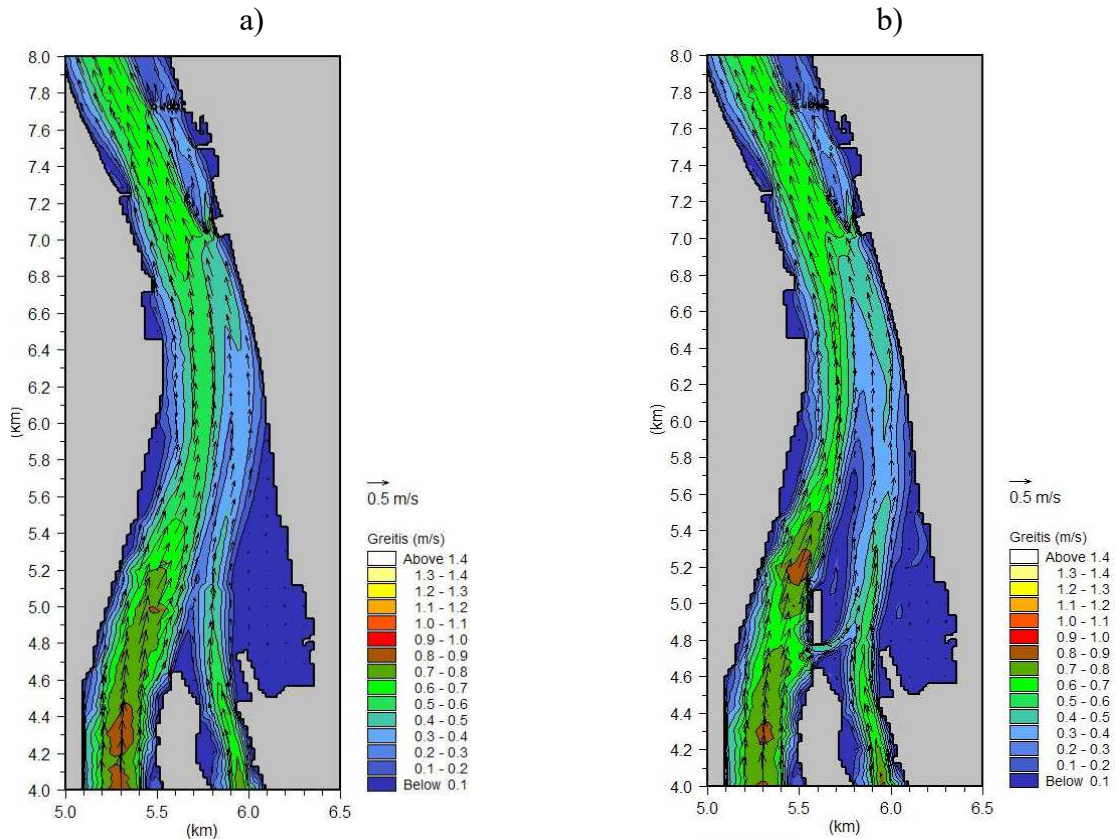 a)
8.0
7.8
7.6
7.4
7.2
7.0
6.8
6.6
6.4
6.2
6.0
5.8
5.6
5.4
5.2
5.0
4.8
4.6
4.4
4.2
4.0
(km)
5.0 5.5 6.0 6.5
(km)
0.5 m/s
Greitis (m/s)
Above 1.4
1.3 - 1.4
1.2 - 1.3
1.1 - 1.2
1.0 - 1.1
0.9 - 1.0
0.8 - 0.9
0.7 - 0.8
0.6 - 0.7
0.5 - 0.6
0.4 - 0.5
0.3 - 0.4
0.2 - 0.3
0.1 - 0.2
Below 0.1
b)
8.0
7.8
7.6
7.4
7.2
7.0
6.8
6.6
6.4
6.2
6.0
5.8
5.6
5.4
5.2
5.0
4.8
4.6
4.4
4.2
4.0
(km)
5.0 5.5 6.0 6.5
(km)
0.5 m/s
Greitis (m/s)
Above 1.4
1.3 - 1.4
1.2 - 1.3
1.1 - 1.2
1.0 - 1.1
0.9 - 1.0
0.8 - 0.9
0.7 - 0.8
0.6 - 0.7
0.5 - 0.6
0.4 - 0.5
0.3 - 0.4
0.2 - 0.3
0.1 - 0.2
Below 0.1